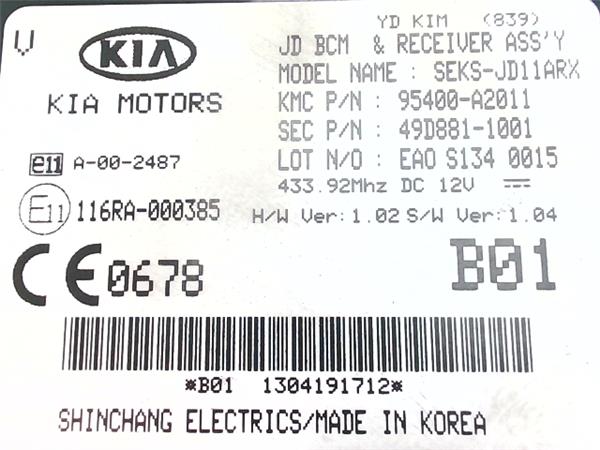 YD KIM (839)
V
KIA
KIA MOTORS
JD BCM & RECEIVER ASS'Y
MODEL NAME : SEKS-JD11ARX
KMC P/N : 95400-A2011
SEC P/N : 49D881-1001
LOT N/O : EAO S134 0015
433.92Mhz DC 12V
H/W Ver:1.02 S/W Ver:1.04
e11 A-00-2487
E11 116RA-000385
CE0678
B01
*B01 1304191712*
SHINCHANG ELECTRICS/MADE IN KOREA